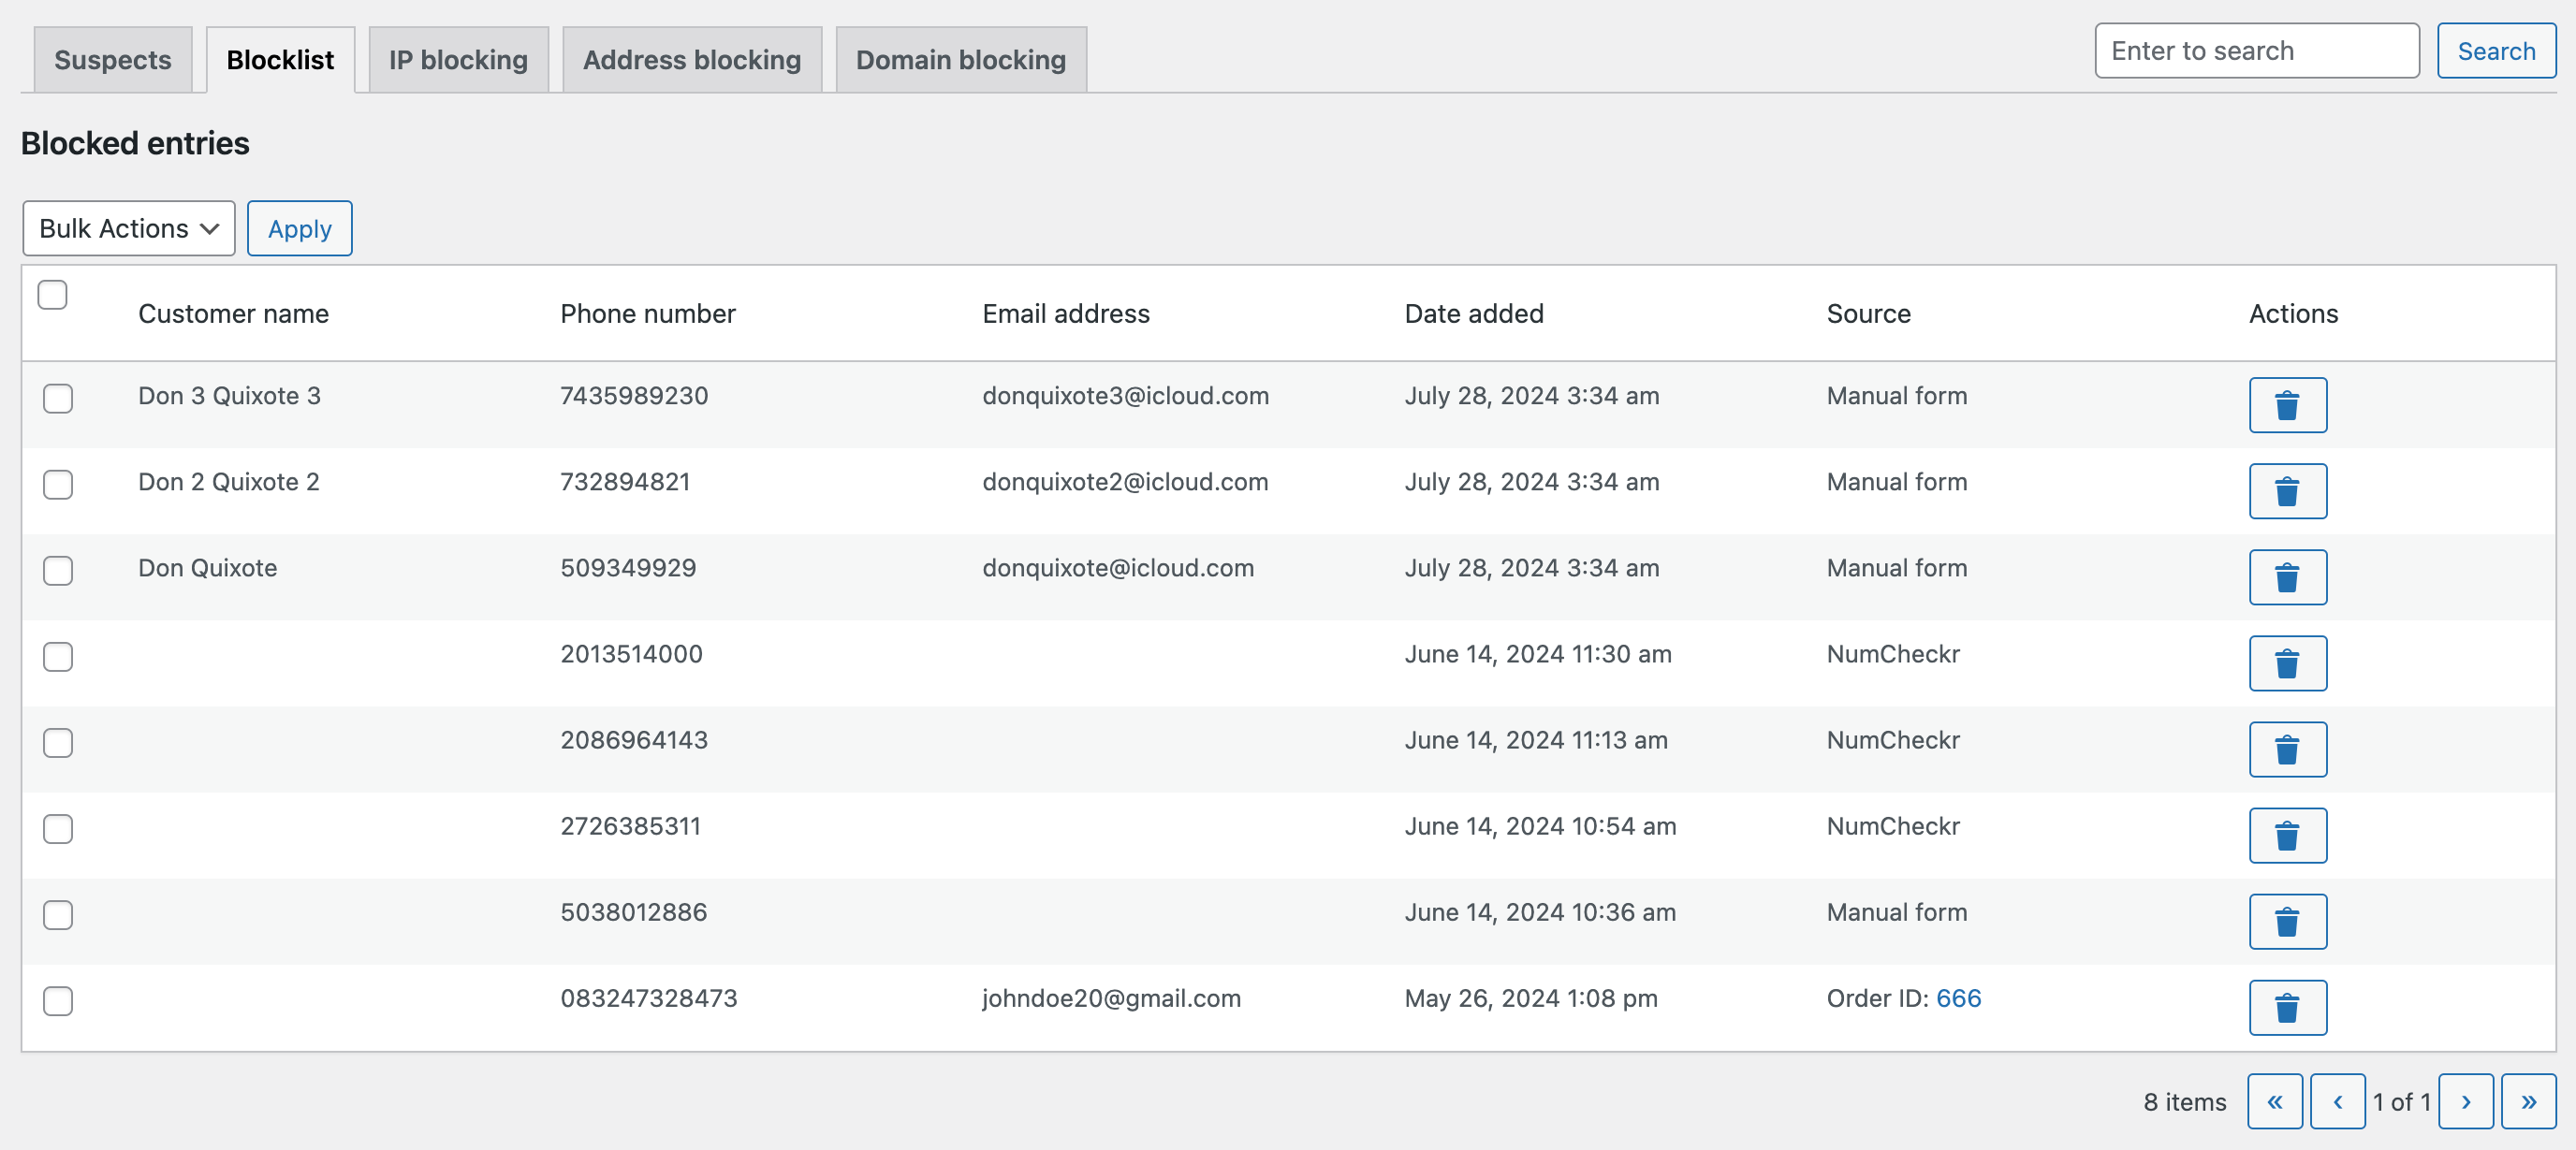 Suspects Blocklist IP blocking Address blocking Domain blocking Enter to search Search
Blocked entries
Bulk Actions Apply
Customer name Phone number Email address Date added Source Actions
Don 3 Quixote 3 7435989230 donquixote3@icloud.com July 28, 2024 3:34 am Manual form
Don 2 Quixote 2 732894821 donquixote2@icloud.com July 28, 2024 3:34 am Manual form
Don Quixote 509349929 donquixote@icloud.com July 28, 2024 3:34 am Manual form
2013514000 June 14, 2024 11:30 am NumCheckr
2086964143 June 14, 2024 11:13 am NumCheckr
2726385311 June 14, 2024 10:54 am NumCheckr
5038012886 June 14, 2024 10:36 am Manual form
083247328473 johndoe20@gmail.com May 26, 2024 1:08 pm Order ID: 666
8 items « ‹ 1 of 1 › »